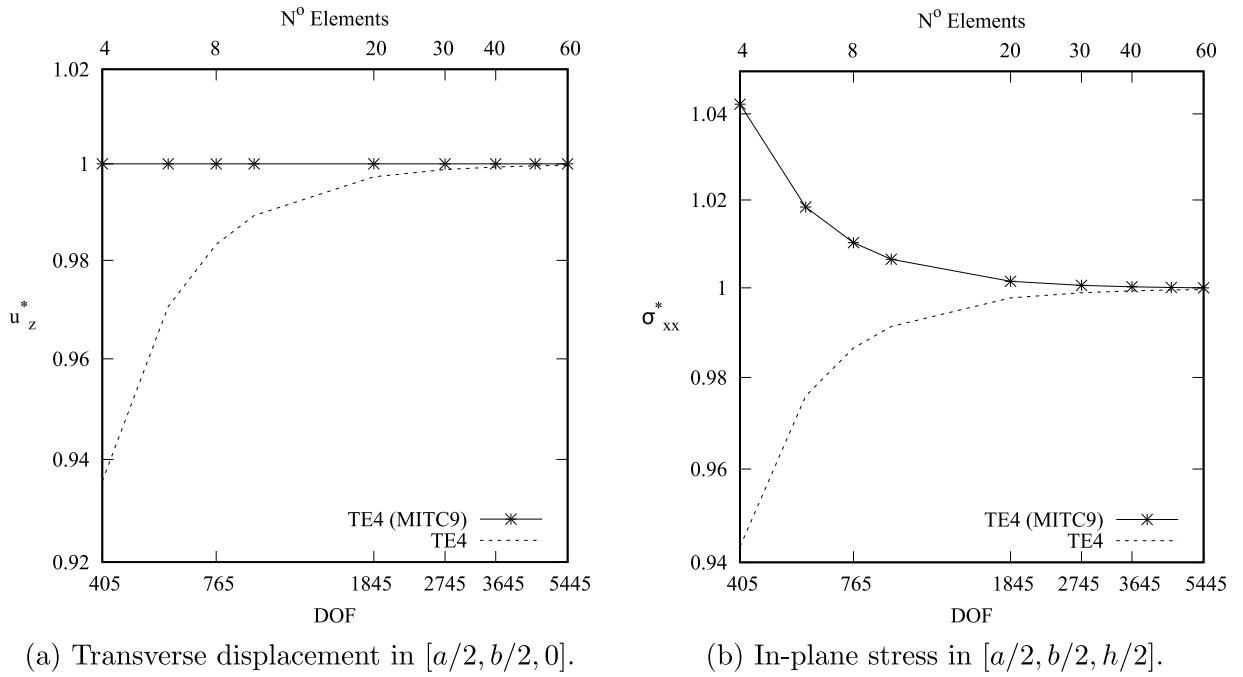 Nº Elements
4 8 20 30 40 60
1.02
1
0.98
u*z
0.96
0.94
TE4 (MITC9)
TE4
0.92
405 765 1845 2745 3645 5445
DOF
(a) Transverse displacement in [a/2, b/2, 0].
Nº Elements
4 8 20 30 40 60
1.04
1.02
1
σ*xx
0.98
0.96
TE4 (MITC9)
TE4
0.94
405 765 1845 2745 3645 5445
DOF
(b) In-plane stress in [a/2, b/2, h/2].